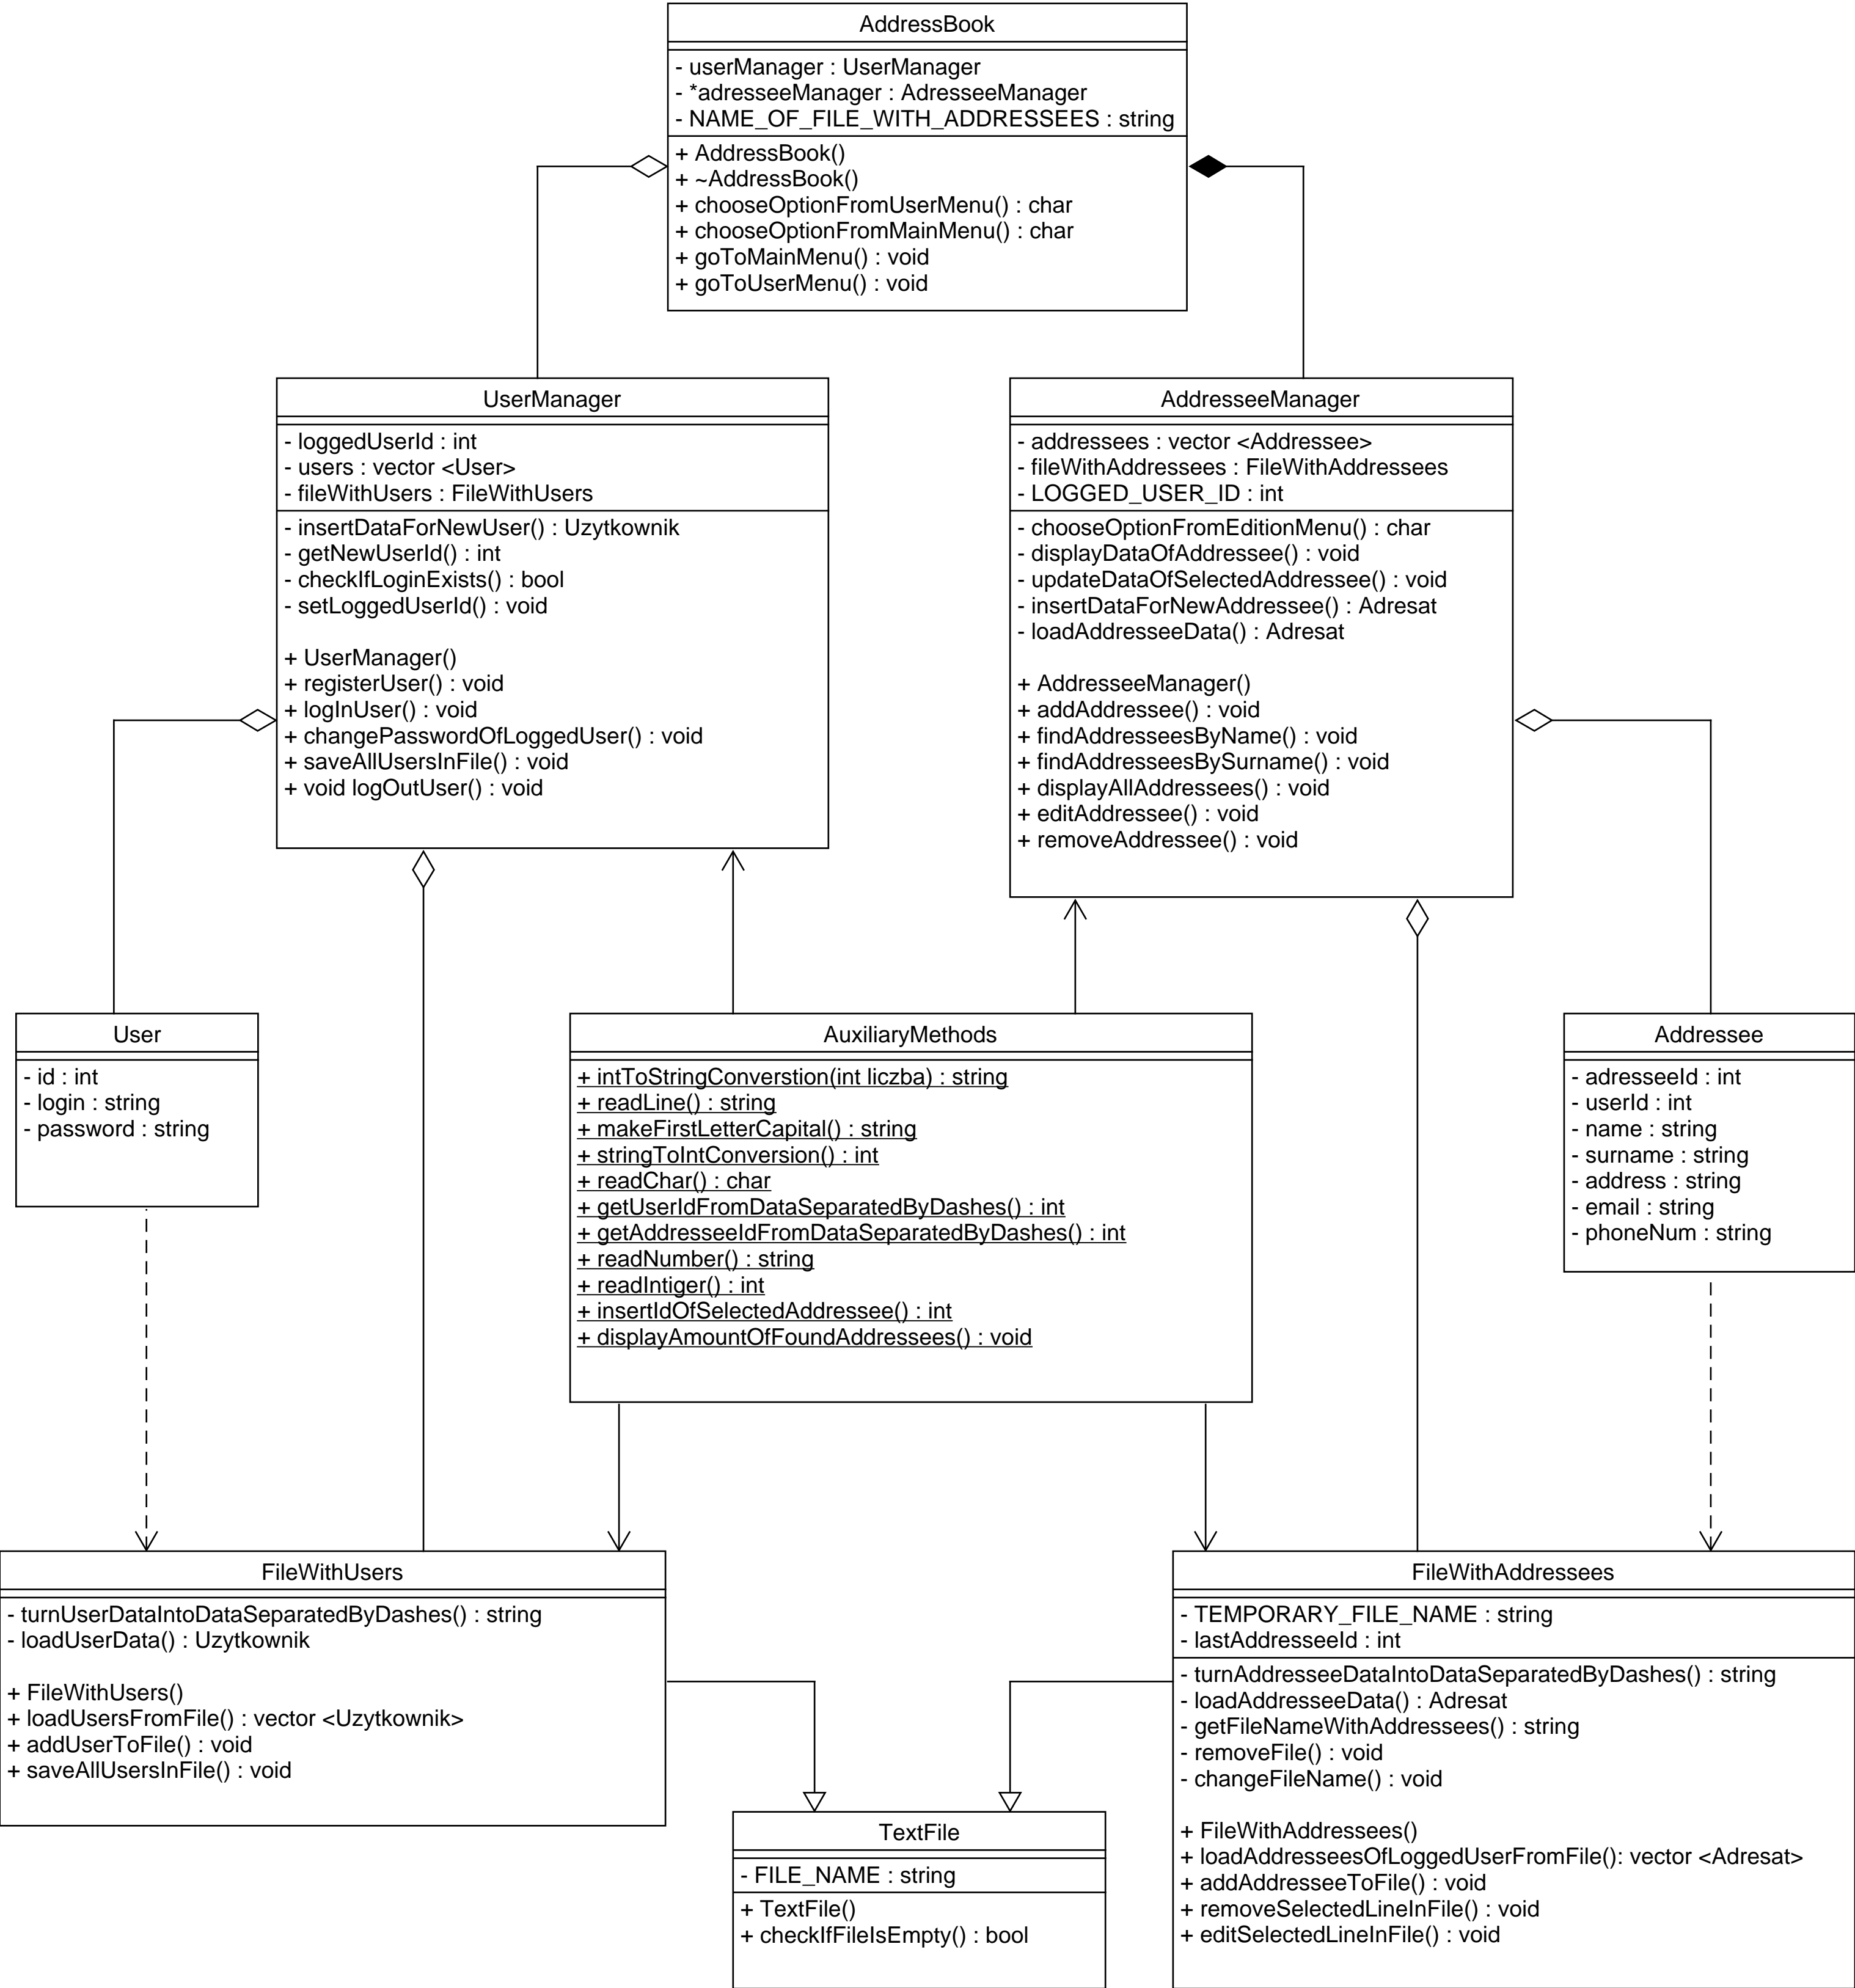 AddressBook
- userManager : UserManager
- *adresseeManager : AdresseeManager
- NAME_OF_FILE_WITH_ADDRESSEES : string
+ AddressBook()
+ ~AddressBook()
+ chooseOptionFromUserMenu() : char
+ chooseOptionFromMainMenu() : char
+ goToMainMenu() : void
+ goToUserMenu() : void
UserManager
- loggedUserId : int
- users : vector <User>
- fileWithUsers : FileWithUsers
- insertDataForNewUser() : Uzytkownik
- getNewUserId() : int
- checkIfLoginExists() : bool
- setLoggedUserId() : void
+ UserManager()
+ registerUser() : void
+ logInUser() : void
+ changePasswordOfLoggedUser() : void
+ saveAllUsersInFile() : void
+ void logOutUser() : void
AddresseeManager
- addressees : vector <Addressee>
- fileWithAddressees : FileWithAddressees
- LOGGED_USER_ID : int
- chooseOptionFromEditionMenu() : char
- displayDataOfAddressee() : void
- updateDataOfSelectedAddressee() : void
- insertDataForNewAddressee() : Adresat
- loadAddresseeData() : Adresat
+ AddresseeManager()
+ addAddressee() : void
+ findAddresseesByName() : void
+ findAddresseesBySurname() : void
+ displayAllAddressees() : void
+ editAddressee() : void
+ removeAddressee() : void
User
- id : int
- login : string
- password : string
AuxiliaryMethods
+ intToStringConverstion(int liczba) : string
+ readLine() : string
+ makeFirstLetterCapital() : string
+ stringToIntConversion() : int
+ readChar() : char
+ getUserIdFromDataSeparatedByDashes() : int
+ getAddresseeIdFromDataSeparatedByDashes() : int
+ readNumber() : string
+ readIntiger() : int
+ insertIdOfSelectedAddressee() : int
+ displayAmountOfFoundAddressees() : void
Addressee
- adresseeId : int
- userId : int
- name : string
- surname : string
- address : string
- email : string
- phoneNum : string
FileWithUsers
- turnUserDataIntoDataSeparatedByDashes() : string
- loadUserData() : Uzytkownik
+ FileWithUsers()
+ loadUsersFromFile() : vector <Uzytkownik>
+ addUserToFile() : void
+ saveAllUsersInFile() : void
FileWithAddressees
- TEMPORARY_FILE_NAME : string
- lastAddresseeId : int
- turnAddresseeDataIntoDataSeparatedByDashes() : string
- loadAddresseeData() : Adresat
- getFileNameWithAddressees() : string
- removeFile() : void
- changeFileName() : void
+ FileWithAddressees()
+ loadAddresseesOfLoggedUserFromFile(): vector <Adresat>
+ addAddresseeToFile() : void
+ removeSelectedLineInFile() : void
+ editSelectedLineInFile() : void
TextFile
- FILE_NAME : string
+ TextFile()
+ checkIfFileIsEmpty() : bool